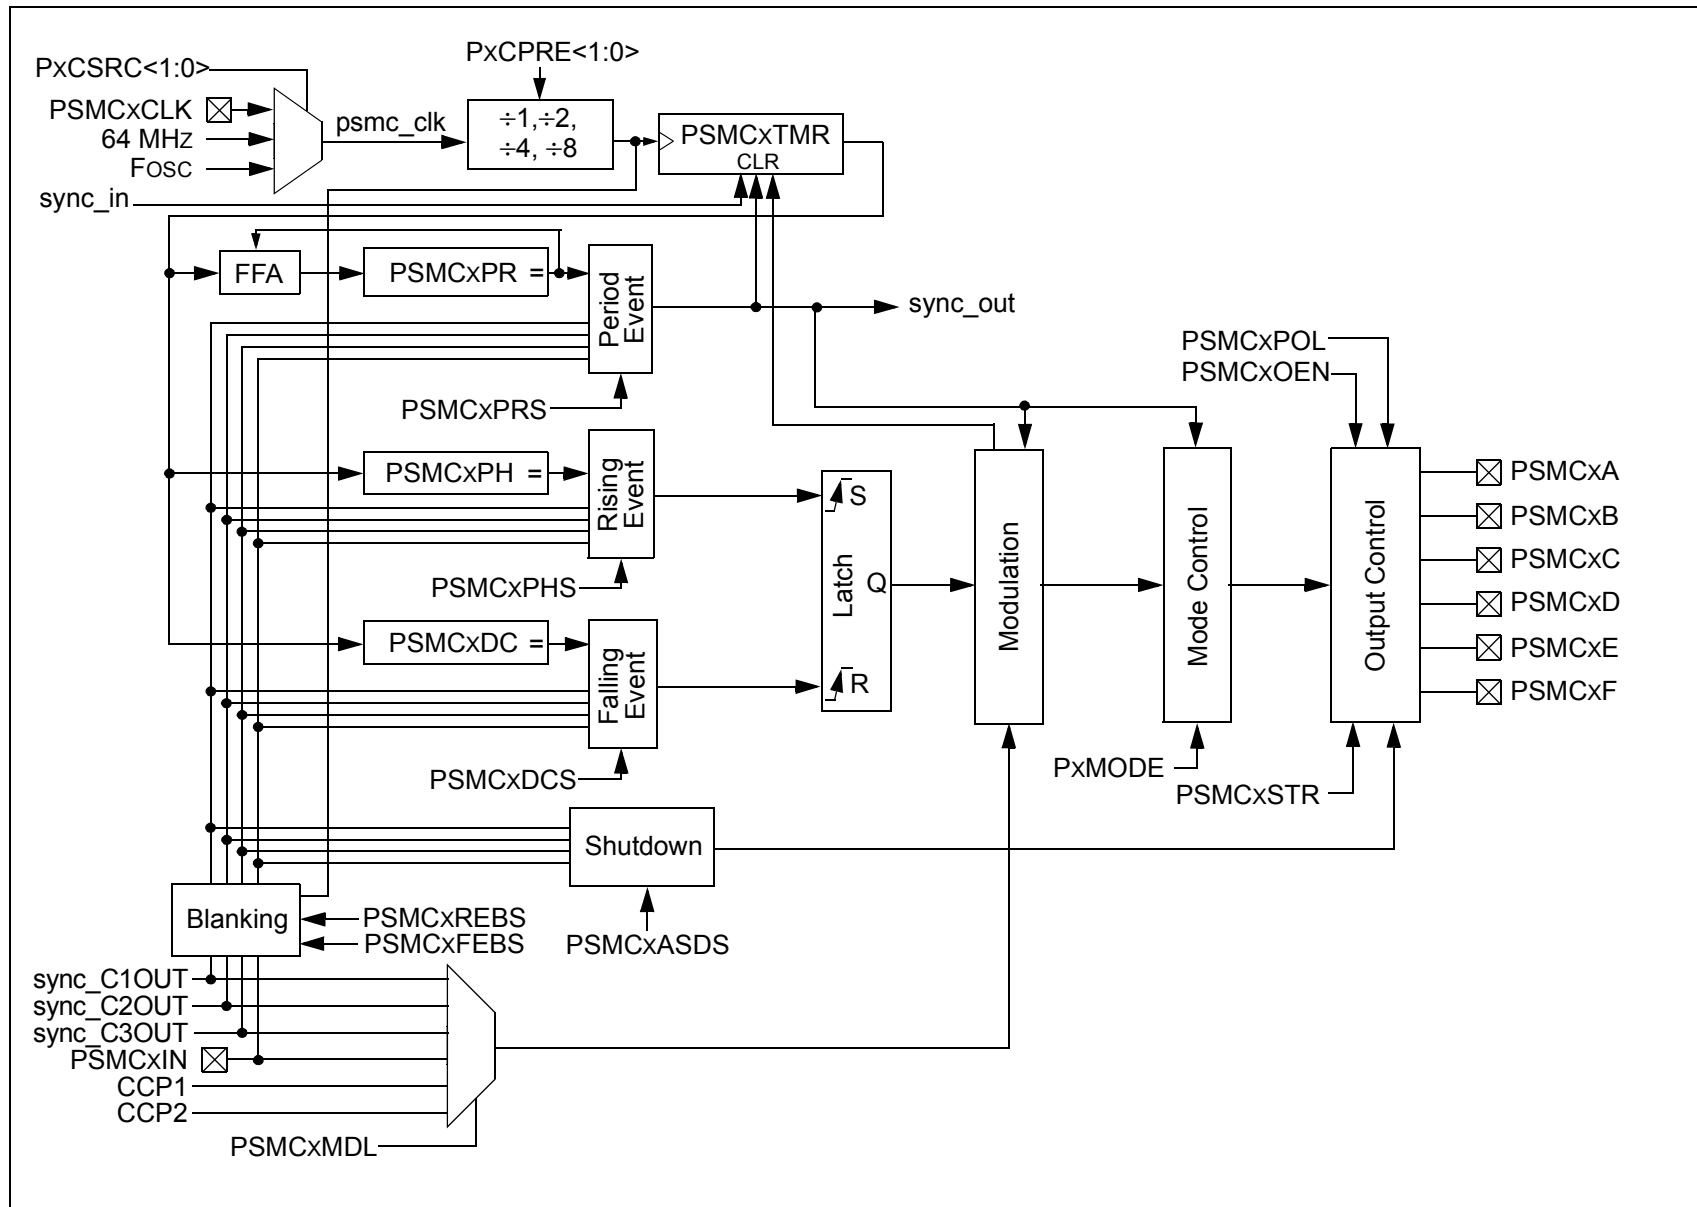 PxCPRE<1:0>
PxCSRC<1:0>
PSMCxCLK
64 MHz
FOSC
sync_in
psmc_clk
÷1,÷2,
÷4, ÷8
PSMCxTMR
CLR
FFA
PSMCxPR =
Period
Event
sync_out
PSMCxPRS
PSMCxPH =
Rising
Event
PSMCxPHS
PSMCxDC =
Falling
Event
PSMCxDCS
S
Latch
Q
R
Modulation
Mode Control
PxMODE
PSMCxPOL
PSMCxOEN
Output Control
PSMCxSTR
PSMCxA
PSMCxB
PSMCxC
PSMCxD
PSMCxE
PSMCxF
Shutdown
PSMCxASDS
Blanking
PSMCxREBS
PSMCxFEBS
sync_C1OUT
sync_C2OUT
sync_C3OUT
PSMCxIN
CCP1
CCP2
PSMCxMDL